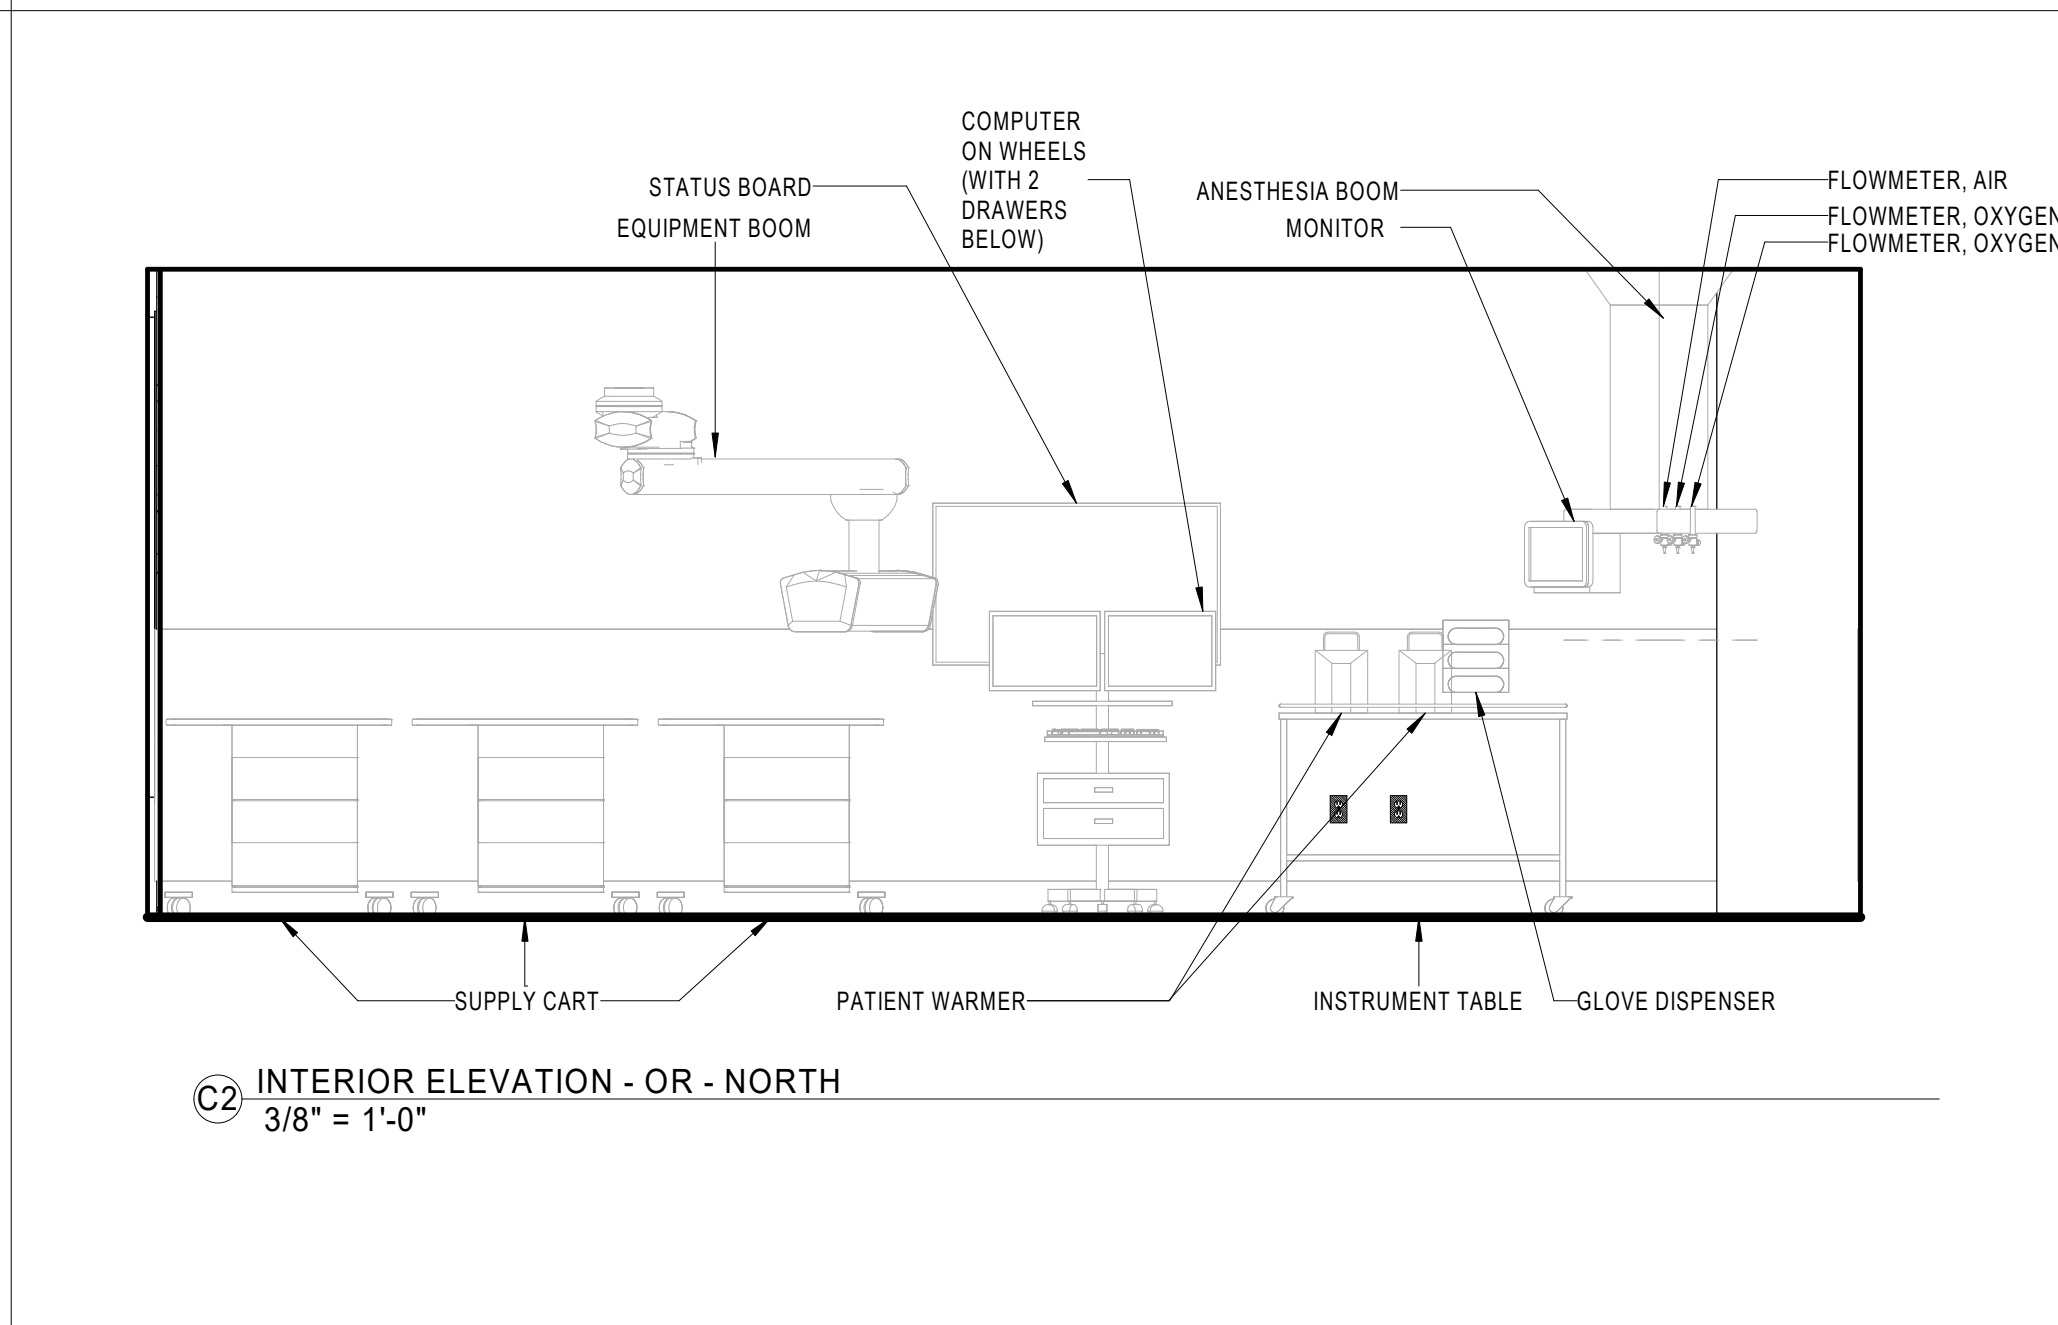 COMPUTER
ON WHEELS
(WITH 2
DRAWERS
BELOW)
STATUS BOARD
EQUIPMENT BOOM
ANESTHESIA BOOM
MONITOR
FLOWMETER, AIR
FLOWMETER, OXYGEN
FLOWMETER, OXYGEN
SUPPLY CART
PATIENT WARMER
INSTRUMENT TABLE
GLOVE DISPENSER
C2
INTERIOR ELEVATION - OR - NORTH
3/8" = 1'-0"